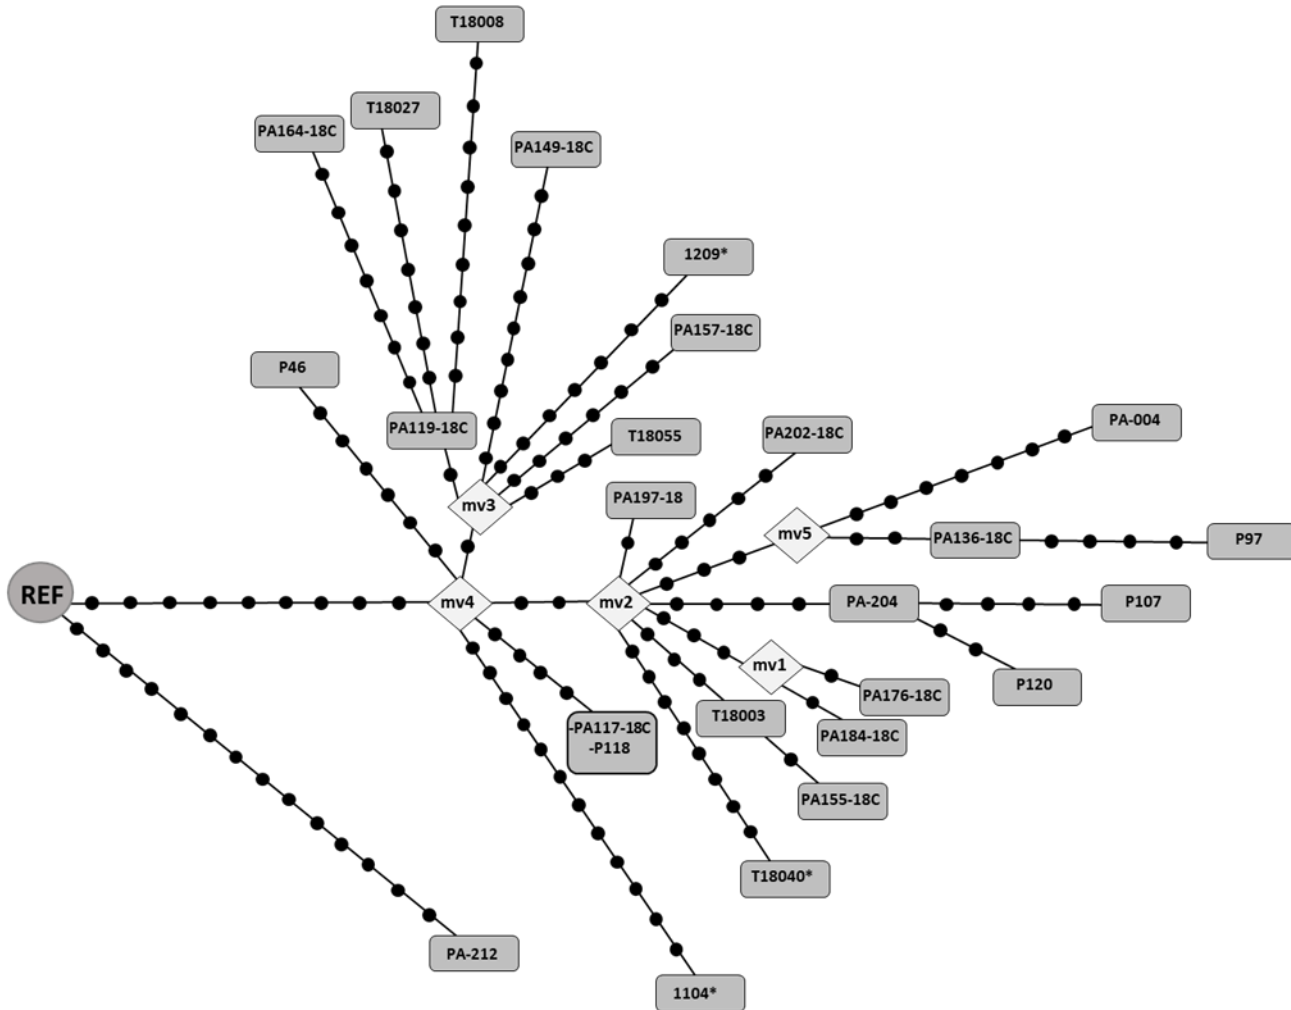 T18008
T18027
PA164-18C
PA149-18C
1209*
PA157-18C
P46
PA-004
PA119-18C
T18055
PA202-18C
PA197-18
mv3
mv5
PA136-18C
P97
REF
mv4
mv2
PA-204
P107
mv1
P120
PA176-18C
T18003
-PA117-18C
-P118
PA184-18C
PA155-18C
T18040*
PA-212
1104*